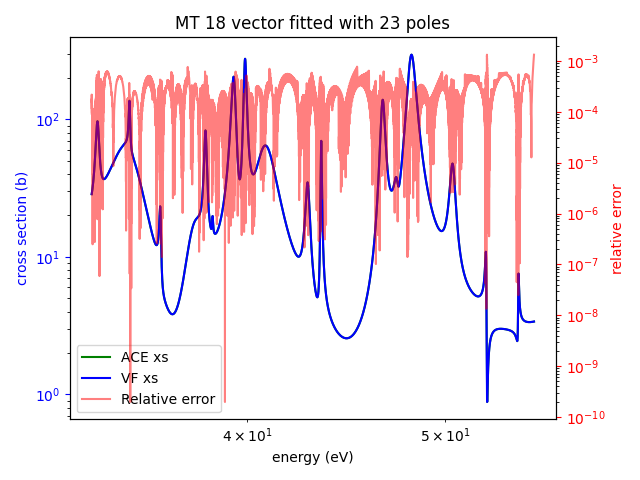 MT 18 vector fitted with 23 poles
cross section (b)
10²
10¹
10⁰
ACE xs
VF xs
Relative error
4 × 10¹
5 × 10¹
energy (eV)
10⁻³
10⁻⁴
10⁻⁵
10⁻⁶
10⁻⁷
10⁻⁸
10⁻⁹
10⁻¹⁰
relative error